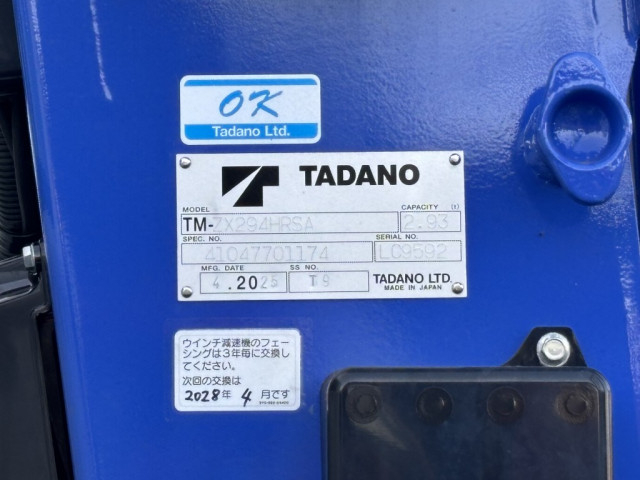 OK
Tadano Ltd.
TADANO
MODEL
TM-ZX294HRSA
CAPACITY (t)
2.93
SPEC. NO.
41047701174
SERIAL NO.
LC9592
MFG. DATE
4.2025
SS NO.
T9
TADANO LTD.
MADE IN JAPAN
ウインチ減速機のフェー
シングは3年毎に交換し
てください。
次回の交換は
2028年 4月です